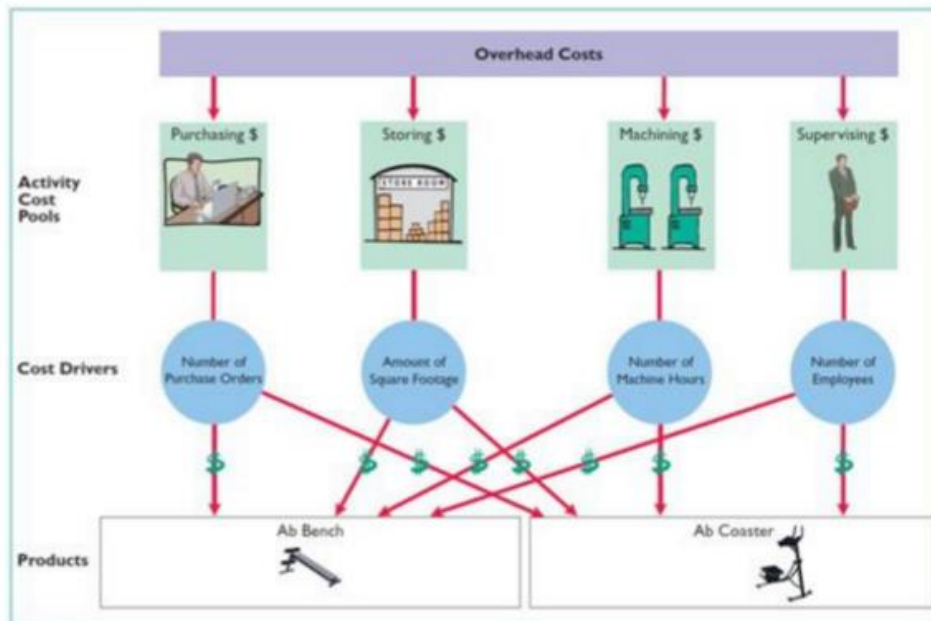 Overhead Costs
Purchasing $
Storing $
Machining $
Supervising $
STORE ROOM
Activity
Cost
Pools
Cost Drivers
Number of
Purchase Orders
Amount of
Square Footage
Number of
Machine Hours
Number of
Employees
$ $ $ $ $ $ $ $
Products
Ab Bench
Ab Coaster